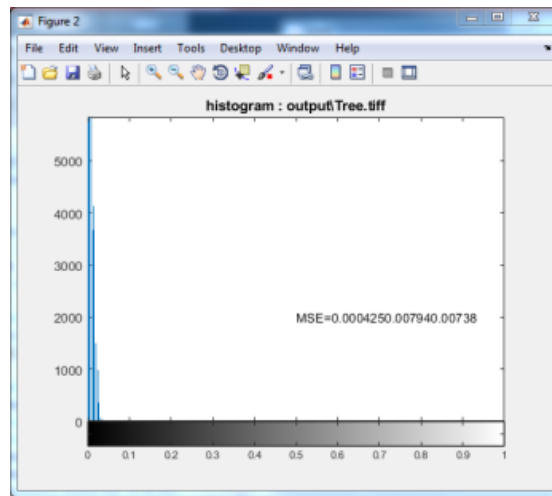 Figure 2
File Edit View Insert Tools Desktop Window Help
histogram : output\Tree.tiff
5000
4000
3000
MSE=0.0004250.007940.00738
2000
1000
0
0 0.1 0.2 0.3 0.4 0.5 0.6 0.7 0.8 0.9 1